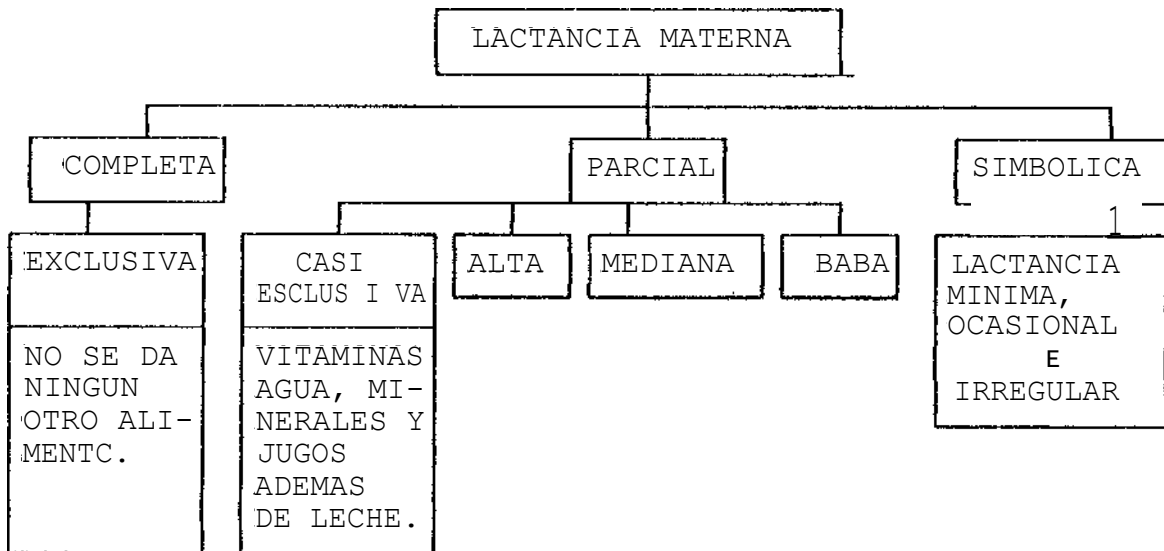 LACTANCIA MATERNA
COMPLETA
PARCIAL
SIMBOLICA
1
EXCLUSIVA
NO SE DA
NINGUN
OTRO ALI-
MENTC.
CASI
ESCLUS I VA
VITAMINAS
AGUA, MI-
NERALES Y
JUGOS
ADEMAS
DE LECHE.
ALTA
MEDIANA
BABA
LACTANCIA
MINIMA,
OCASIONAL
E
IRREGULAR